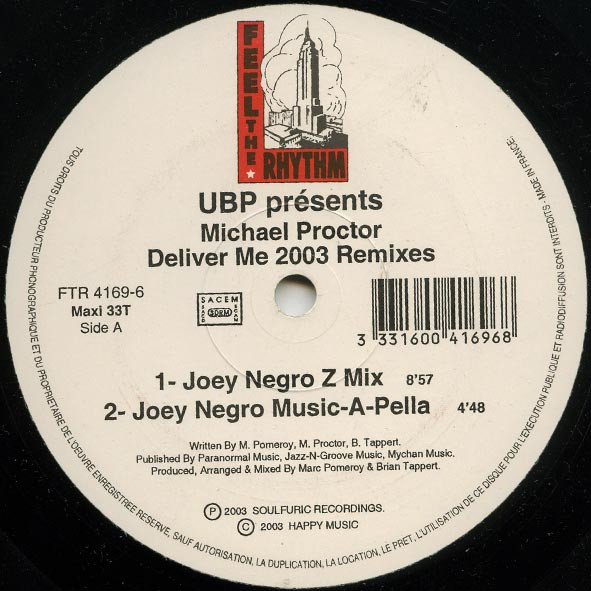 FEEL THE
RHYTHM
UBP présents
Michael Proctor
Deliver Me 2003 Remixes
FTR 4169-6
Maxi 33T
Side A
SACEM
SDRM
3 331600 416968
1- Joey Negro Z Mix 8'57
2- Joey Negro Music-A-Pella 4'48
Written By M. Pomeroy, M. Proctor, B. Tappert.
Published By Paranormal Music, Jazz-N-Groove Music, Mychan Music.
Produced, Arranged & Mixed By Marc Pomeroy & Brian Tappert.
P 2003 SOULFURIC RECORDINGS.
C 2003 HAPPY MUSIC
TOUS DROITS DU PRODUCTEUR PHONOGRAPHIQUE ET DU PROPRIETAIRE DE L'OEUVRE ENREGISTREE RESERVE, SAUF AUTORISATION, LA DUPLICATION, LA LOCATION, LE PRET, L'UTILISATION DE CE DISQUE POUR L'EXECUTION PUBLIQUE ET RADIODIFFUSION SONT INTERDITS - MADE IN FRANCE.